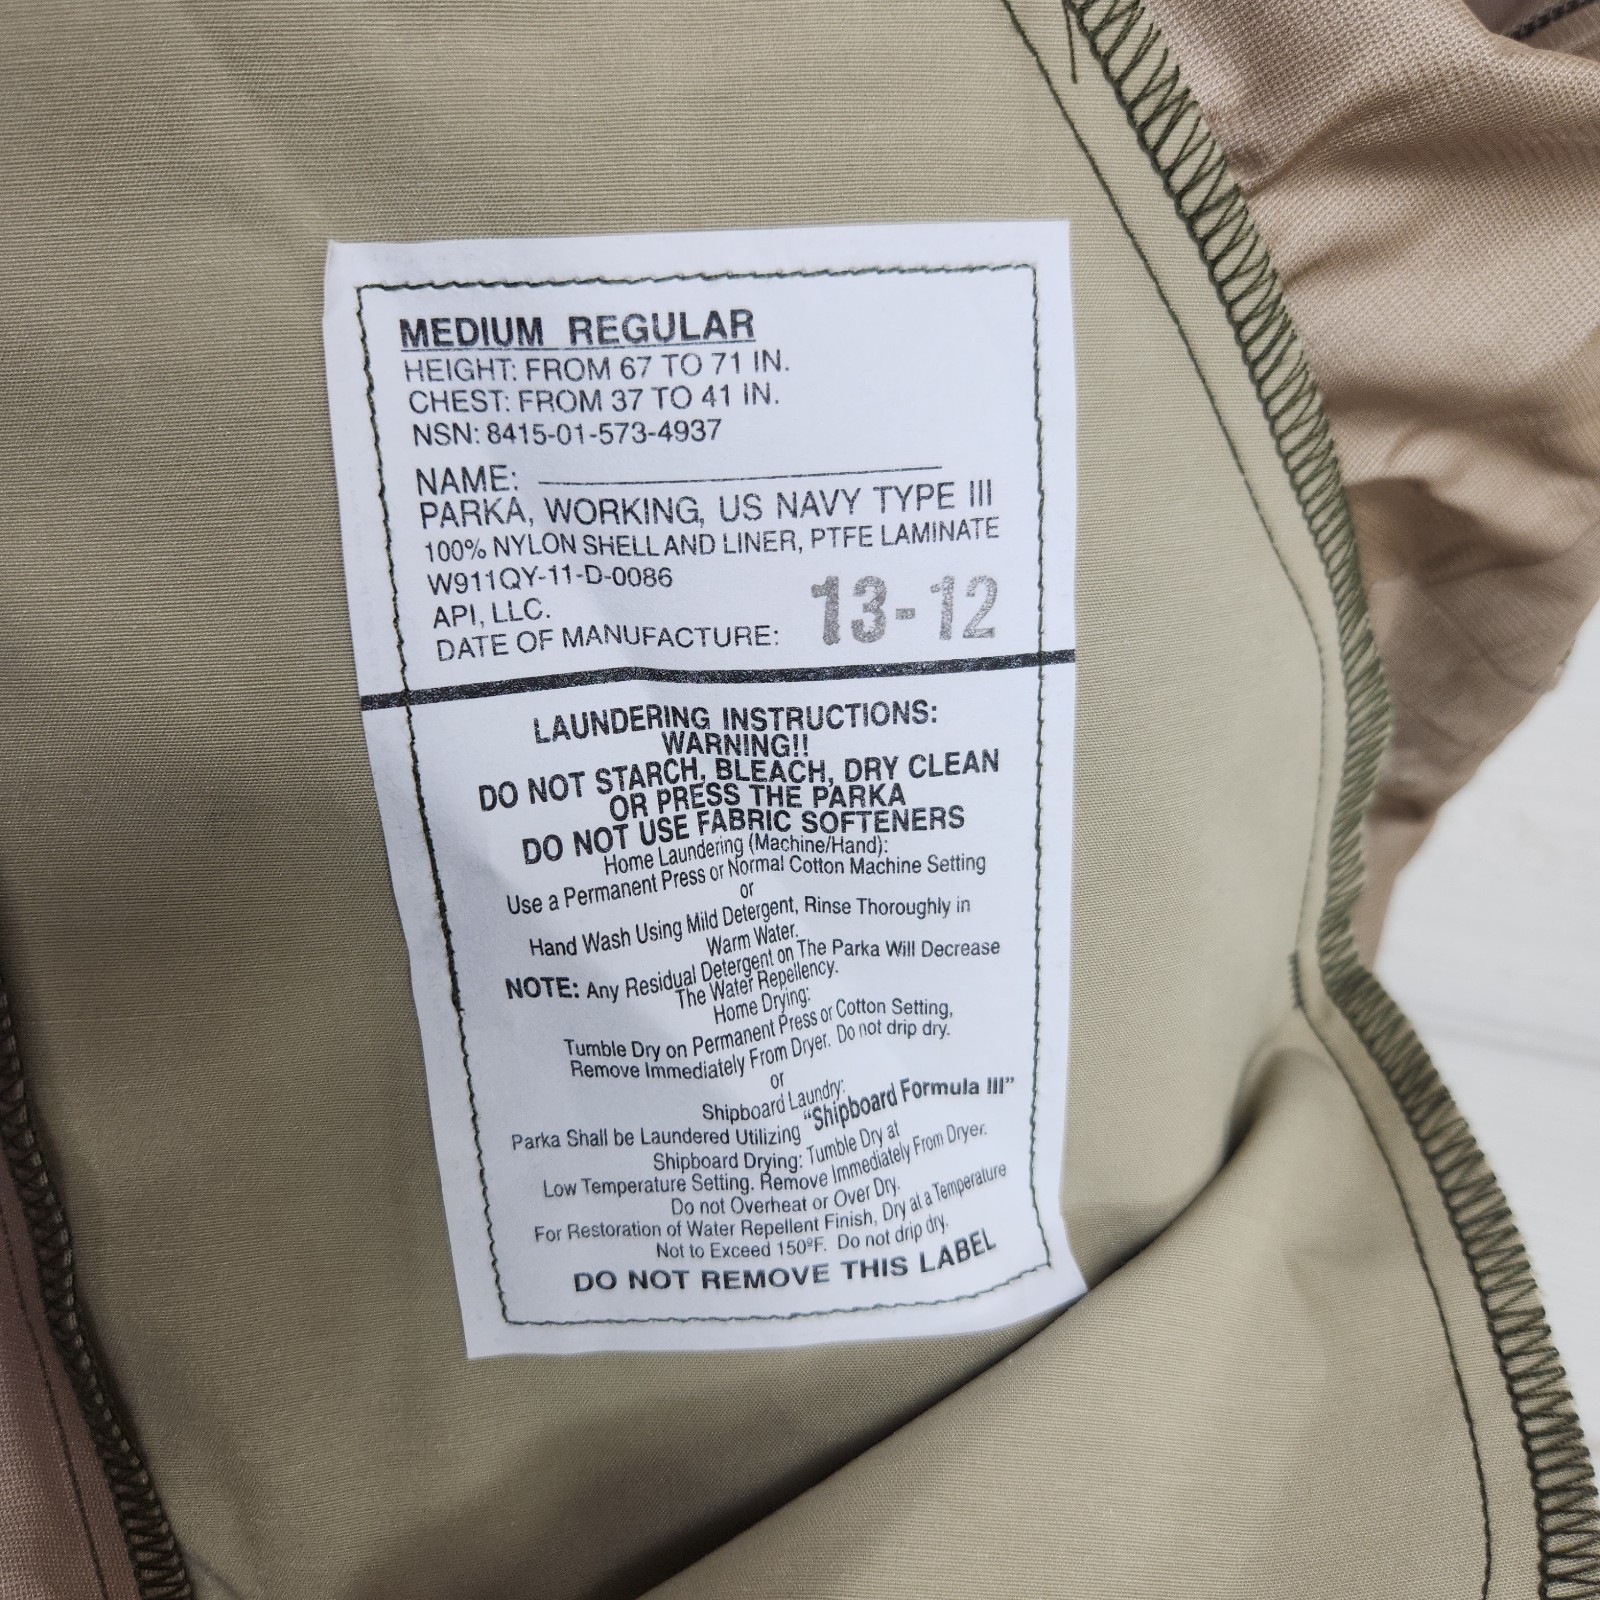 MEDIUM REGULAR
HEIGHT: FROM 67 TO 71 IN.
CHEST: FROM 37 TO 41 IN.
NSN: 8415-01-573-4937
NAME:
PARKA, WORKING, US NAVY TYPE III
100% NYLON SHELL AND LINER, PTFE LAMINATE
W911QY-11-D-0086
API, LLC.
DATE OF MANUFACTURE: 13-12
LAUNDERING INSTRUCTIONS:
WARNING!!
DO NOT STARCH, BLEACH, DRY CLEAN
OR PRESS THE PARKA
DO NOT USE FABRIC SOFTENERS
Home Laundering (Machine/Hand):
Use a Permanent Press or Normal Cotton Machine Setting
or
Hand Wash Using Mild Detergent, Rinse Thoroughly in
Warm Water.
NOTE: Any Residual Detergent on The Parka Will Decrease
The Water Repellency.
Home Drying:
Tumble Dry on Permanent Press or Cotton Setting,
Remove Immediately From Dryer. Do not drip dry.
or
Shipboard Laundry:
Parka Shall be Laundered Utilizing "Shipboard Formula III"
Shipboard Drying: Tumble Dry at
Low Temperature Setting. Remove Immediately From Dryer.
Do not Overheat or Over Dry.
For Restoration of Water Repellent Finish, Dry at a Temperature
Not to Exceed 150ºF. Do not drip dry.
DO NOT REMOVE THIS LABEL